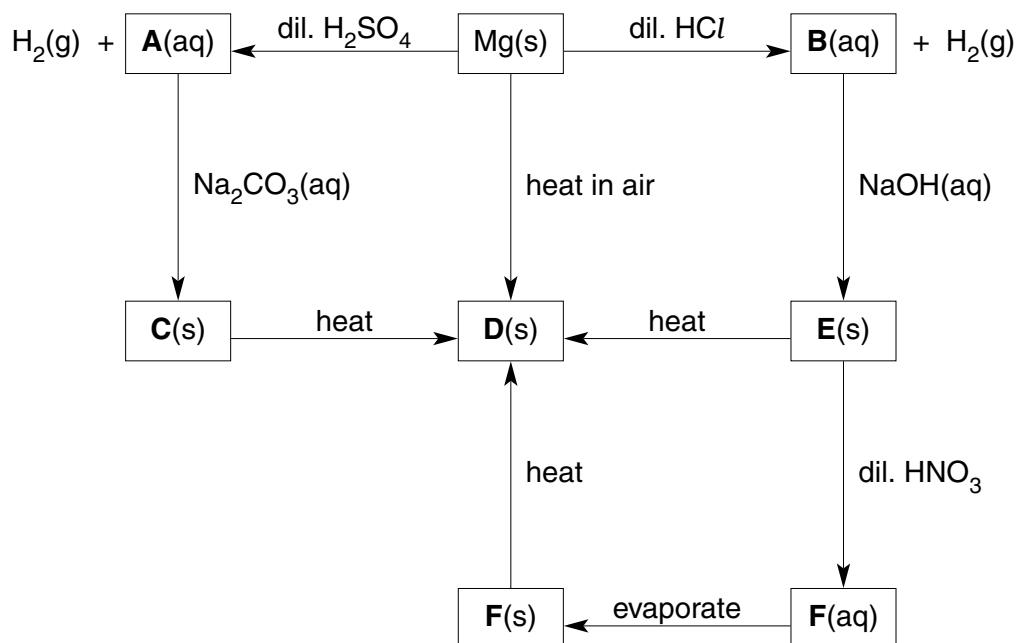 H₂(g) + A(aq) dil. H₂SO₄ Mg(s) dil. HCl B(aq) + H₂(g)
Na₂CO₃(aq) heat in air NaOH(aq)
C(s) heat D(s) heat E(s)
heat dil. HNO₃
F(s) evaporate F(aq)